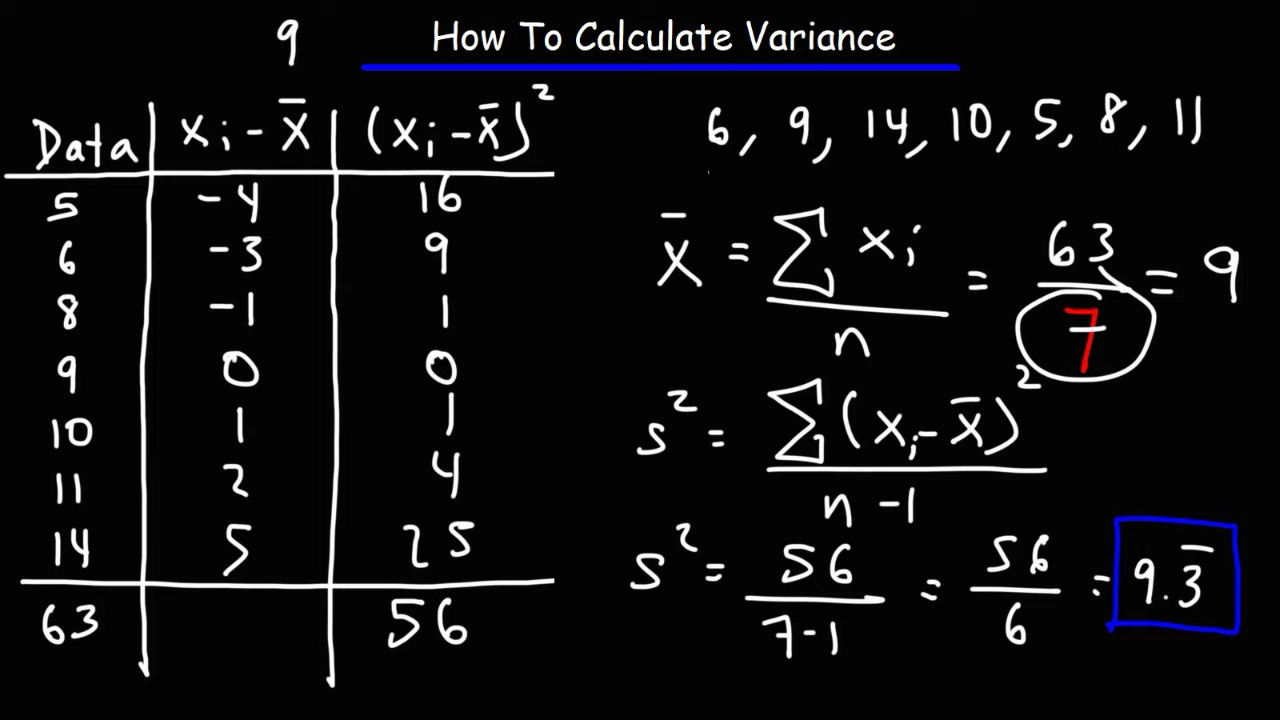 How To Calculate Variance
9
Data | xi - x̄ | (xi - x̄)²
5 | -4 | 16
6 | -3 | 9
8 | -1 | 1
9 | 0 | 0
10 | 1 | 1
11 | 2 | 4
14 | 5 | 25
63 | | 56
6, 9, 14, 10, 5, 8, 11
x̄ = ∑ xi / n = 63 / 7 = 9
s² = ∑(xi - x̄)² / n - 1
s² = 56 / 7-1 = 56 / 6 = 9.3̅